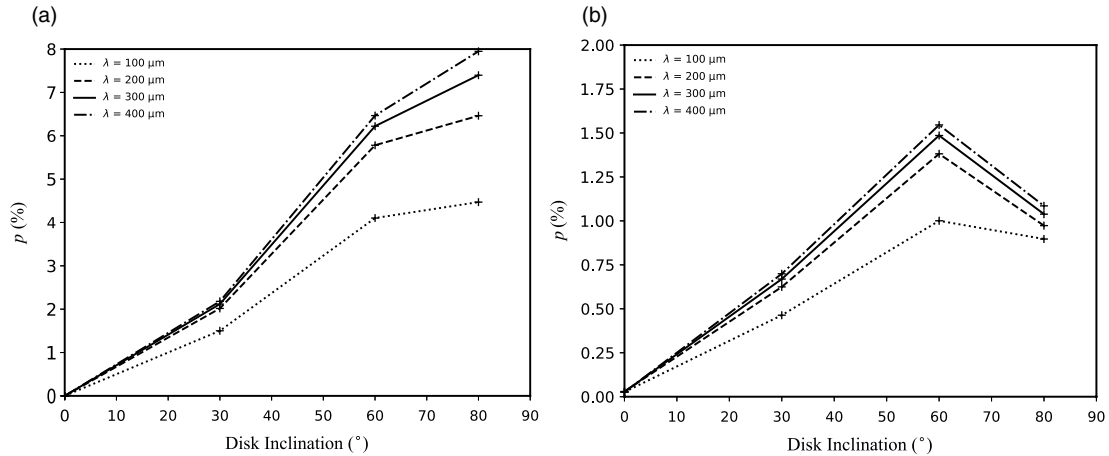 (a)
8
7
6
5
4
3
2
1
0
p (%)
λ = 100 μm
λ = 200 μm
λ = 300 μm
λ = 400 μm
0 10 20 30 40 50 60 70 80 90
Disk Inclination (°)
(b)
2.00
1.75
1.50
1.25
1.00
0.75
0.50
0.25
0.00
p (%)
λ = 100 μm
λ = 200 μm
λ = 300 μm
λ = 400 μm
0 10 20 30 40 50 60 70 80 90
Disk Inclination (°)